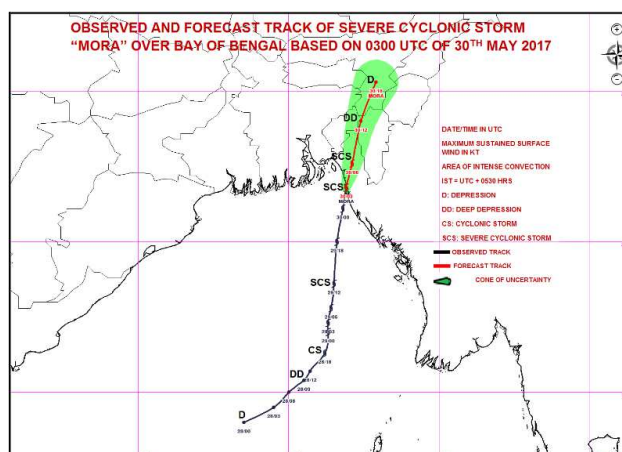 OBSERVED AND FORECAST TRACK OF SEVERE CYCLONIC STORM
“MORA” OVER BAY OF BENGAL BASED ON 0300 UTC OF 30TH MAY 2017
D
MORA
DD
DATE/TIME IN UTC
MAXIMUM SUSTAINED SURFACE
WIND IN KT
SCS
AREA OF INTENSE CONVECTION
IST = UTC + 0530 HRS
SCS
D: DEPRESSION
MORA
DD: DEEP DEPRESSION
CS: CYCLONIC STORM
SCS: SEVERE CYCLONIC STORM
OBSERVED TRACK
FORECAST TRACK
CONE OF UNCERTAINTY
SCS
CS
DD
D